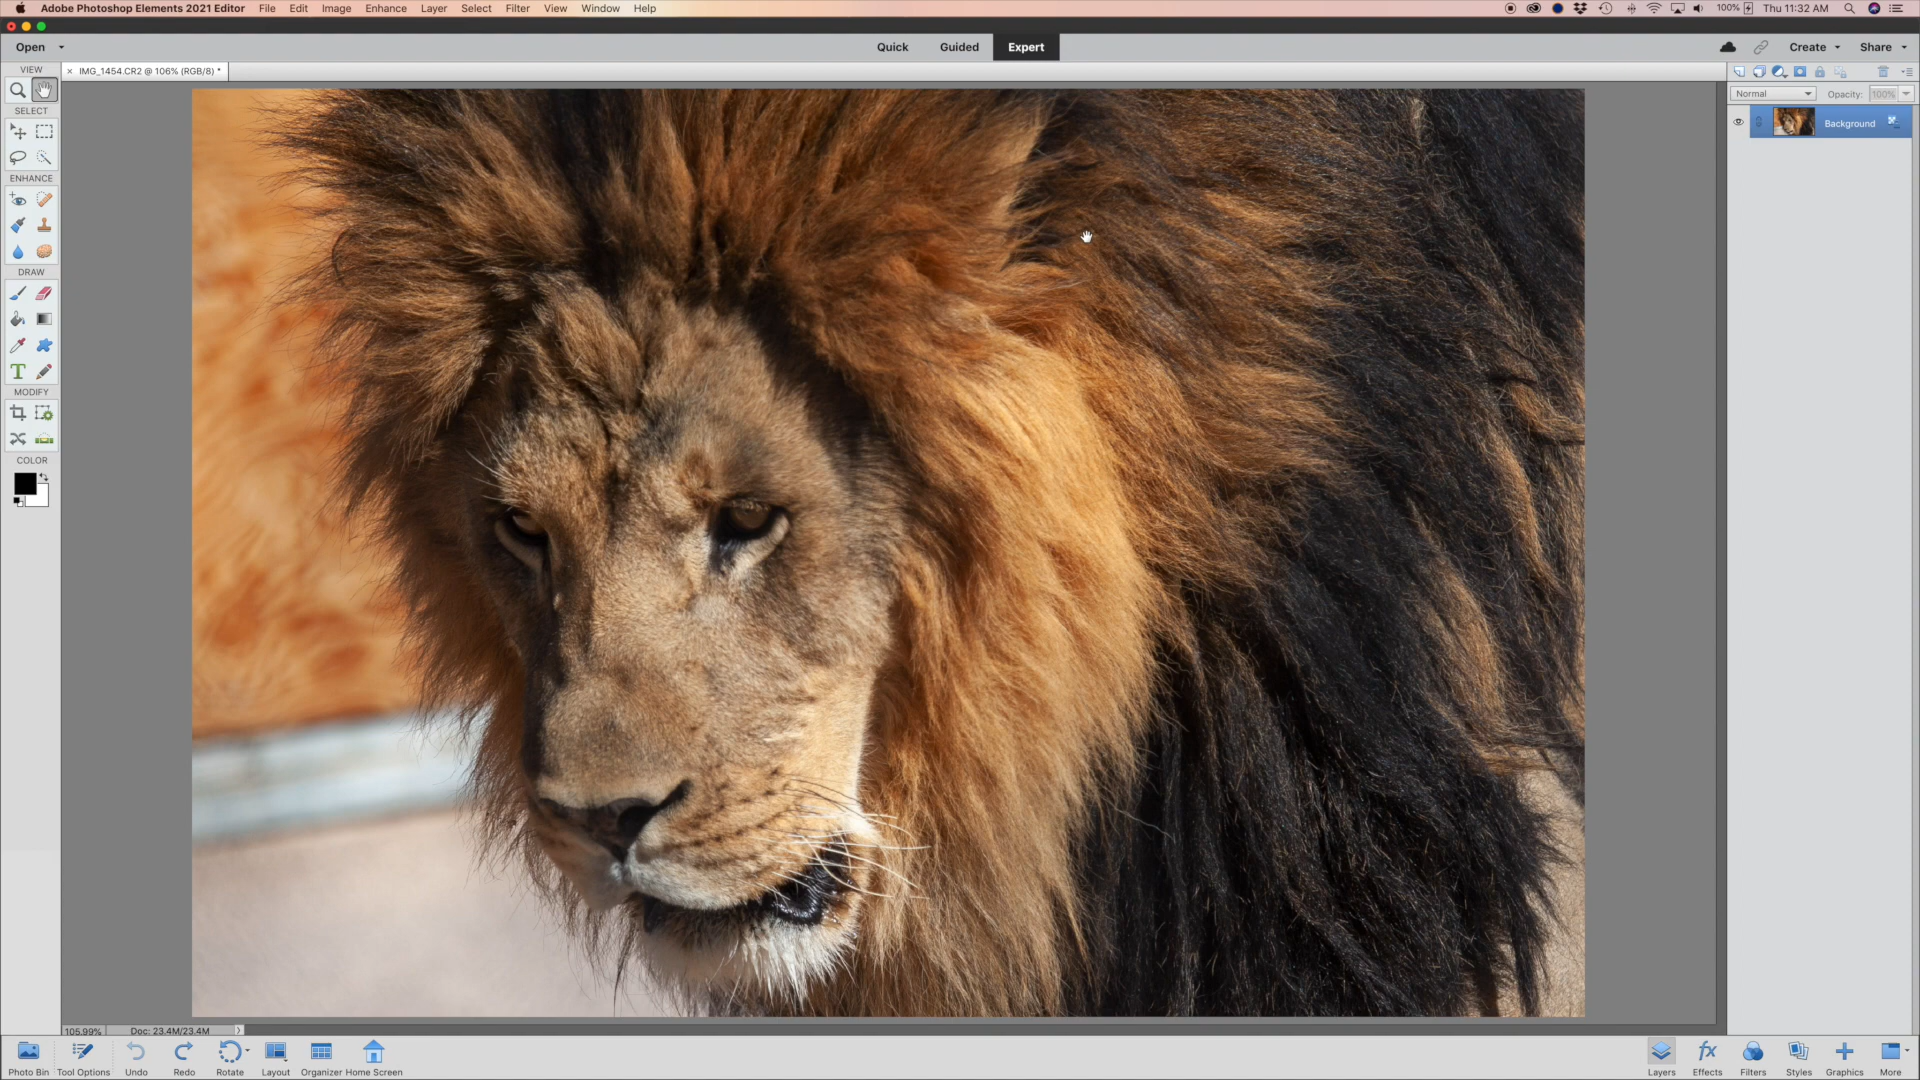 Adobe Photoshop Elements 2021 Editor File Edit Image Enhance Layer Select Filter View Window Help 100% Thu 11:32 AM
Open Quick Guided Expert Create Share
VIEW
IMG_1454.CR2 @ 106% (RGB/8) *
Normal Opacity: 100%
SELECT
Background
ENHANCE
DRAW
T
MODIFY
COLOR
105.99% Doc: 23.4M/23.4M
fx
Photo Bin Tool Options Undo Redo Rotate Layout Organizer Home Screen Layers Effects Filters Styles Graphics More